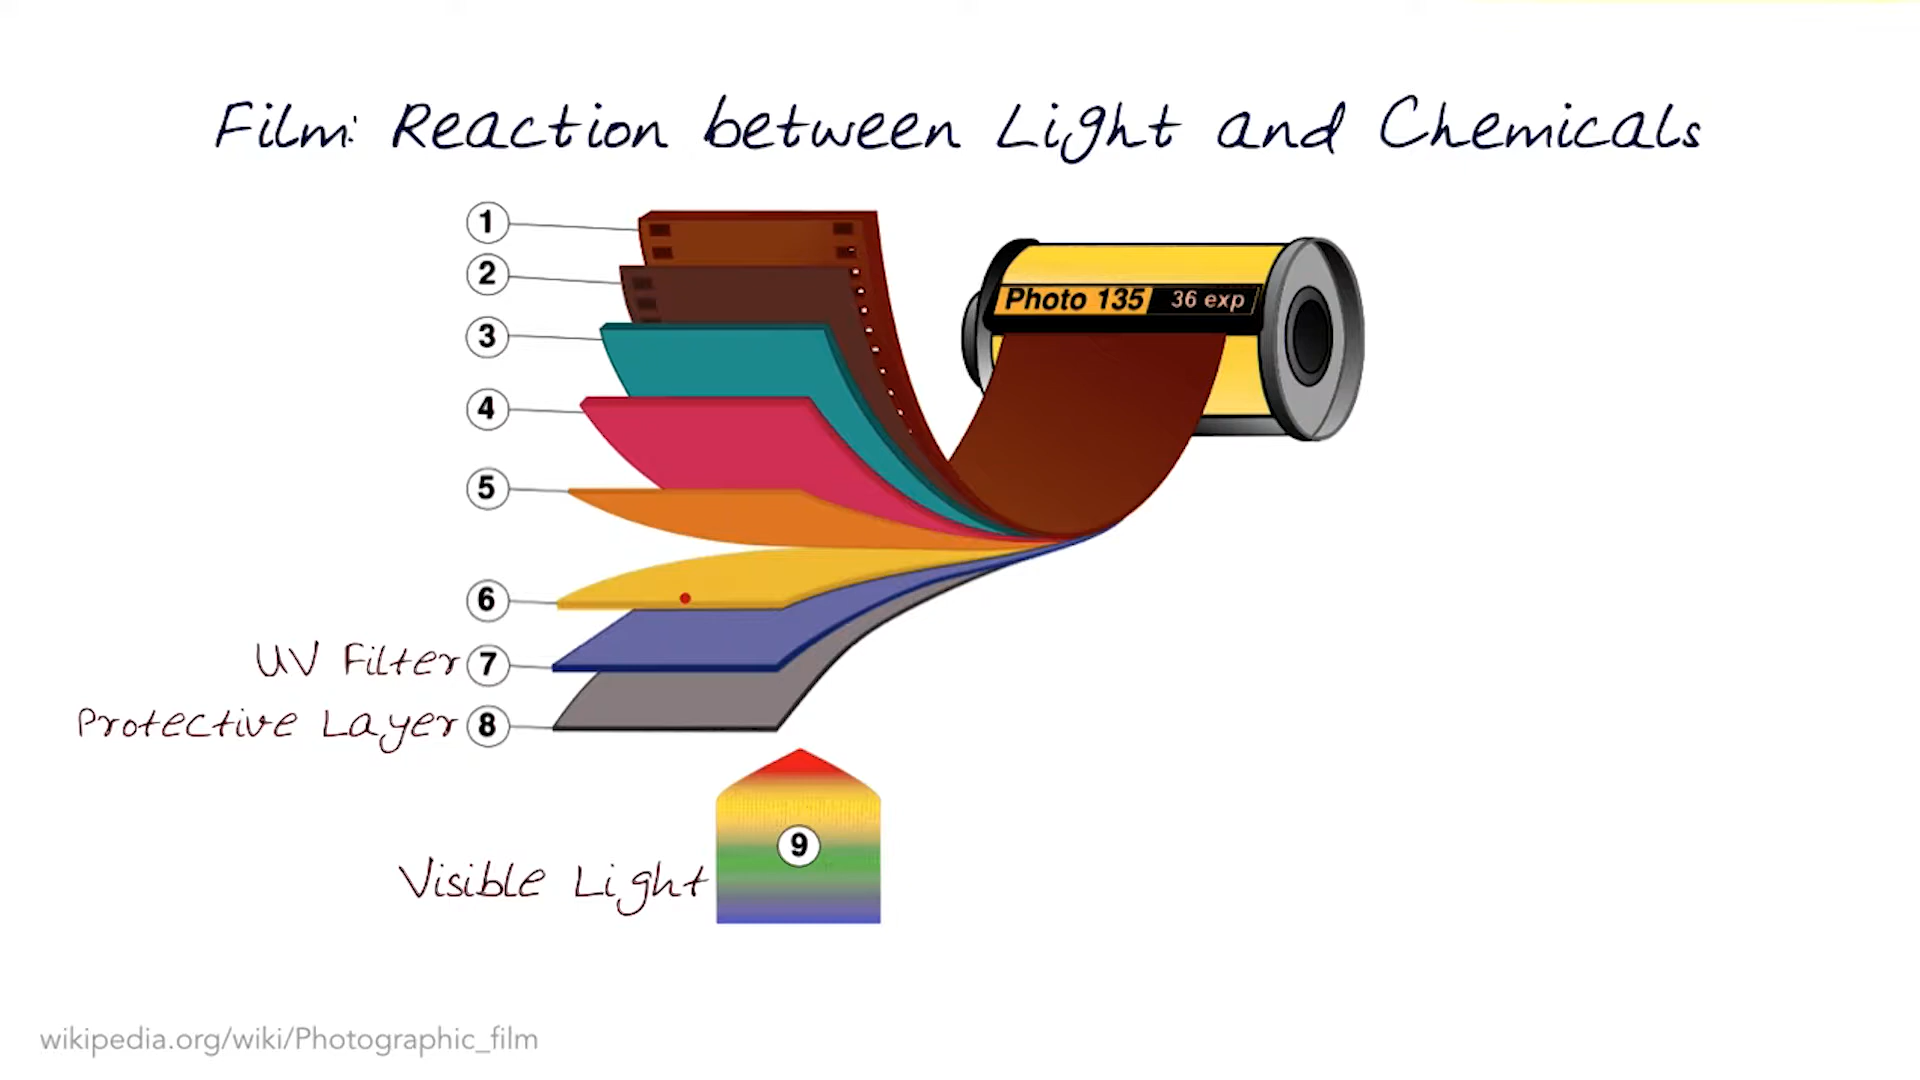 Film: Reaction between Light and Chemicals
1
2
3
4
5
6
Photo 135 36 exp
UV Filter 7
Protective Layer 8
9
Visible Light
wikipedia.org/wiki/Photographic_film